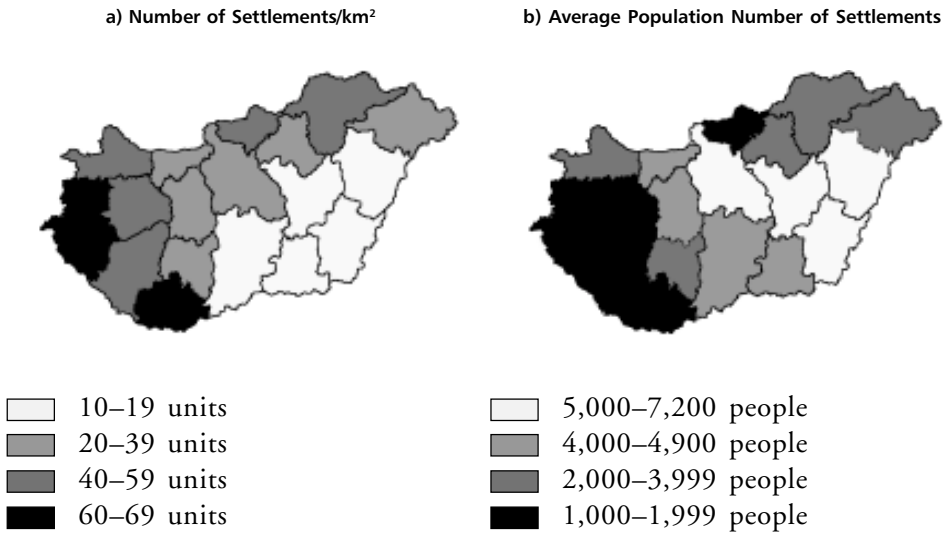 a) Number of Settlements/km²
b) Average Population Number of Settlements
10–19 units
20–39 units
40–59 units
60–69 units
5,000–7,200 people
4,000–4,900 people
2,000–3,999 people
1,000–1,999 people